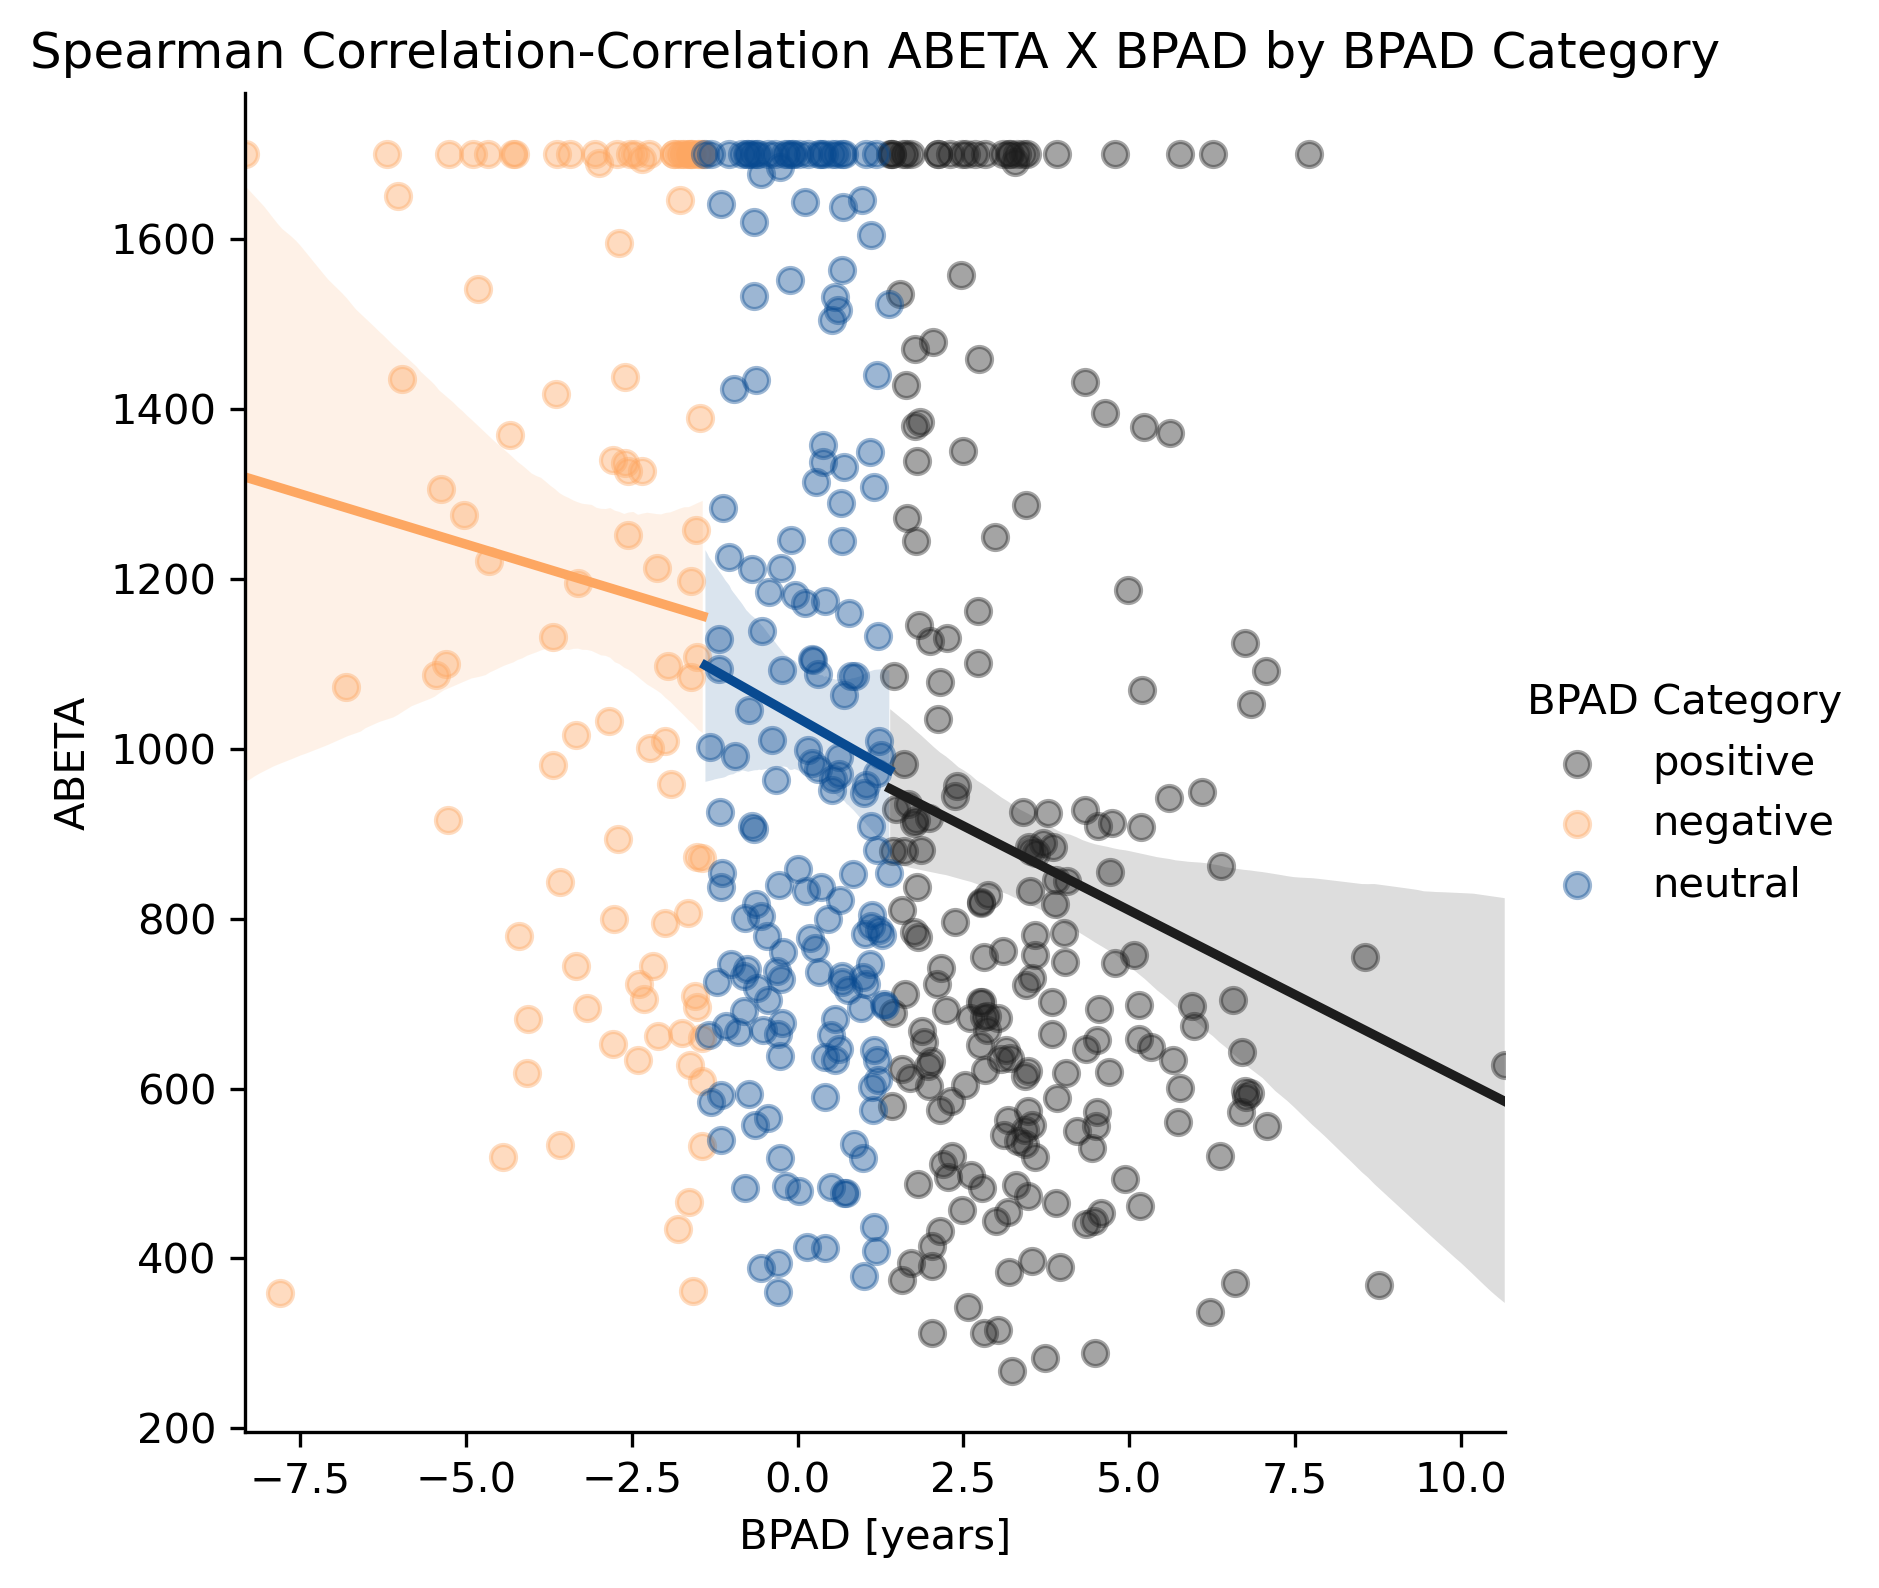 Spearman Correlation-Correlation ABETA X BPAD by BPAD Category
1600
1400
1200
1000
800
600
400
200
ABETA
−7.5 −5.0 −2.5 0.0 2.5 5.0 7.5 10.0
BPAD [years]
BPAD Category
positive
negative
neutral